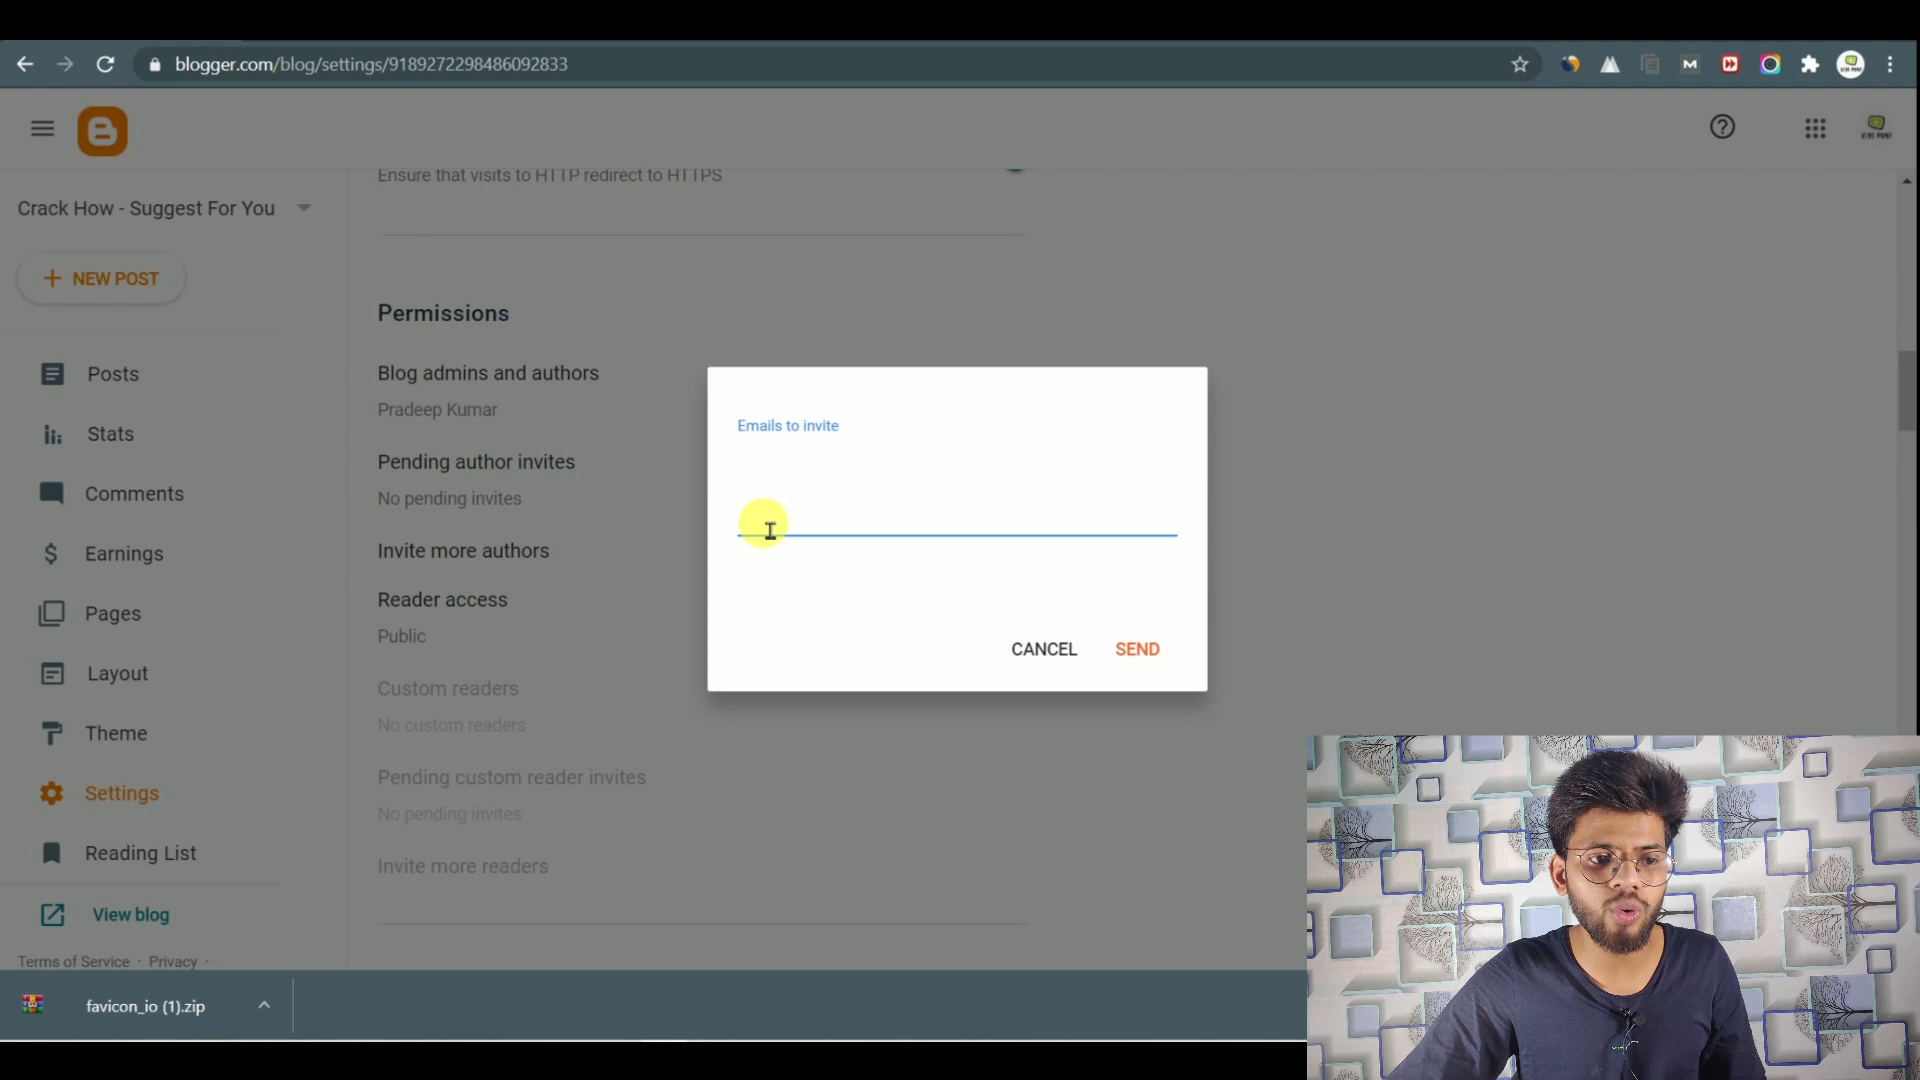 blogger.com/blog/settings/9189272298486092833
Ensure that visits to HTTP redirect to HTTPS
Crack How - Suggest For You
NEW POST
Permissions
Blog admins and authors
Pradeep Kumar
Pending author invites
No pending invites
Invite more authors
Reader access
Public
Custom readers
No custom readers
Pending custom reader invites
No pending invites
Invite more readers
Emails to invite
CANCEL
SEND
Posts
Stats
Comments
Earnings
Pages
Layout
Theme
Settings
Reading List
View blog
Terms of Service · Privacy ·
favicon_io (1).zip